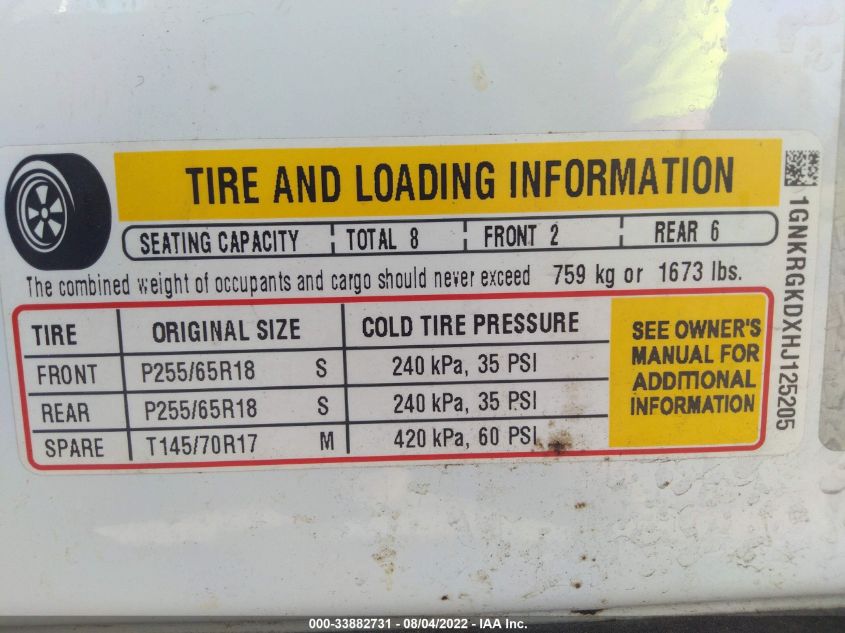 TIRE AND LOADING INFORMATION
SEATING CAPACITY TOTAL 8 FRONT 2 REAR 6
The combined weight of occupants and cargo should never exceed 759 kg or 1673 lbs.
TIRE ORIGINAL SIZE COLD TIRE PRESSURE
FRONT P255/65R18 S 240 kPa, 35 PSI
REAR P255/65R18 S 240 kPa, 35 PSI
SPARE T145/70R17 M 420 kPa, 60 PSI
SEE OWNER'S
MANUAL FOR
ADDITIONAL
INFORMATION
1GNKRGKDXHJ125205
000-33882731 - 08/04/2022 - IAA Inc.